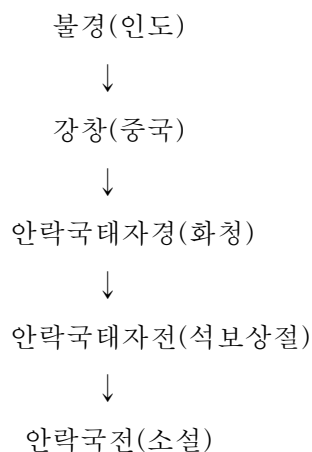 불경(인도)
↓
강창(중국)
↓
안락국태자경(화청)
↓
안락국태자전(석보상절)
↓
안락국전(소설)